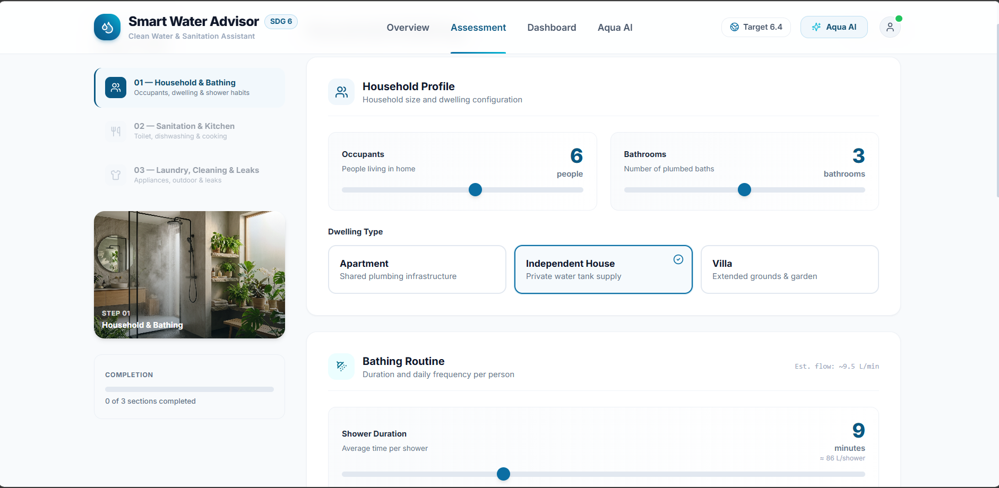 Smart Water Advisor
SDG 6
Clean Water & Sanitation Assistant
Overview
Assessment
Dashboard
Aqua AI
Target 6.4
Aqua AI
01 — Household & Bathing
Occupants, dwelling & shower habits
02 — Sanitation & Kitchen
Toilet, dishwashing & cooking
03 — Laundry, Cleaning & Leaks
Appliances, outdoor & leaks
STEP 01
Household & Bathing
COMPLETION
0 of 3 sections completed
Household Profile
Household size and dwelling configuration
Occupants
People living in home
6
people
Bathrooms
Number of plumbed baths
3
bathrooms
Dwelling Type
Apartment
Shared plumbing infrastructure
Independent House
Private water tank supply
Villa
Extended grounds & garden
Bathing Routine
Duration and daily frequency per person
Est. flow: ~9.5 L/min
Shower Duration
Average time per shower
9
minutes
≈ 86 L/shower